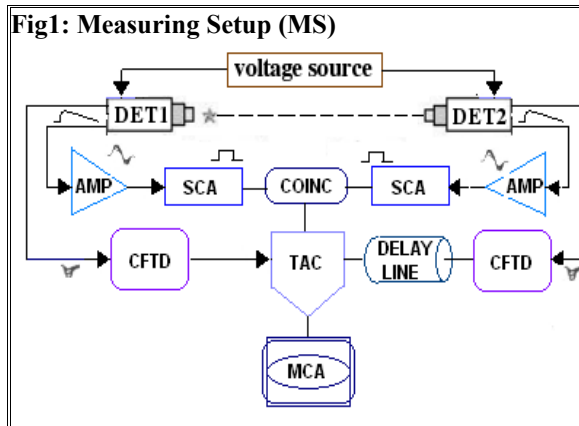 Fig1: Measuring Setup (MS)
voltage source
DET1
DET2
AMP
SCA
COINC
SCA
AMP
CFTD
TAC
DELAY
LINE
CFTD
MCA